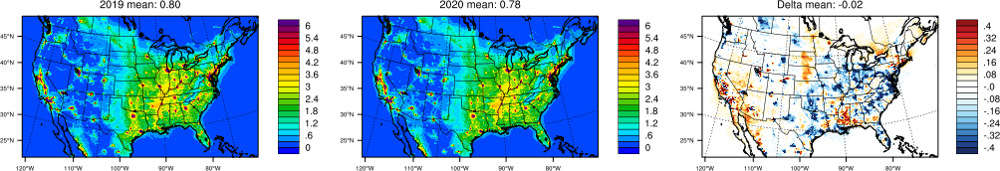 2019 mean: 0.80
45°N
40°N
35°N
30°N
25°N
120°W
110°W
100°W
90°W
80°W
6
5.4
4.8
4.2
3.6
3
2.4
1.8
1.2
.6
0
2020 mean: 0.78
45°N
40°N
35°N
30°N
25°N
120°W
110°W
100°W
90°W
80°W
6
5.4
4.8
4.2
3.6
3
2.4
1.8
1.2
.6
0
Delta mean: -0.02
45°N
40°N
35°N
30°N
25°N
120°W
110°W
100°W
90°W
80°W
.4
.32
.24
.16
.08
-.0
-.08
-.16
-.24
-.32
-.4